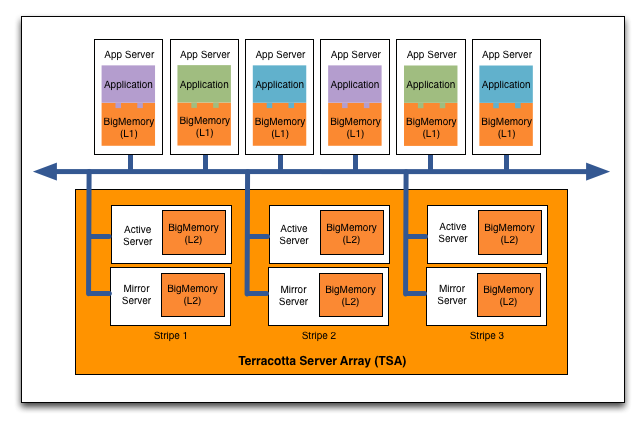 App Server App Server App Server App Server App Server App Server
Application Application Application Application Application Application
BigMemory BigMemory BigMemory BigMemory BigMemory BigMemory
(L1) (L1) (L1) (L1) (L1) (L1)
Active BigMemory Active BigMemory Active BigMemory
Server (L2) Server (L2) Server (L2)
Mirror BigMemory Mirror BigMemory Mirror BigMemory
Server (L2) Server (L2) Server (L2)
Stripe 1 Stripe 2 Stripe 3
Terracotta Server Array (TSA)